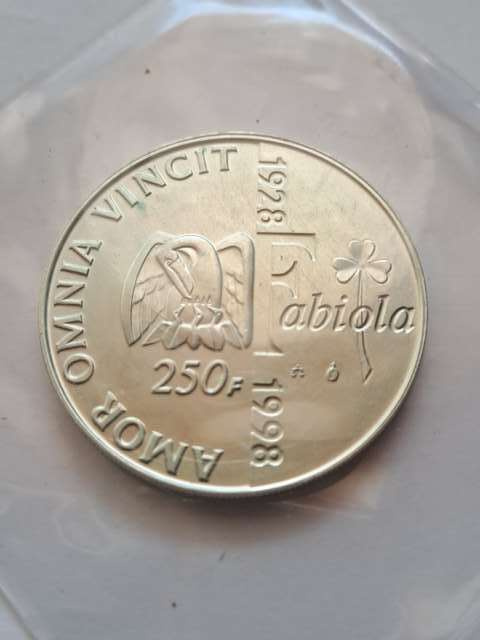 AMOR OMNIA VINCIT
1928
Fabiola
250F
1998